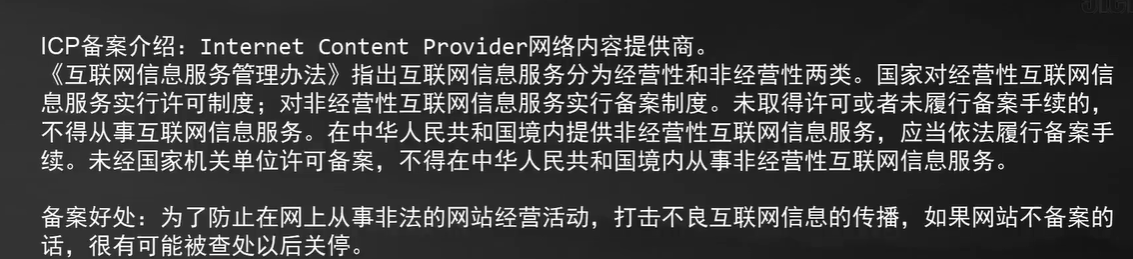 ICP备案介绍：Internet Content Provider网络内容提供商。
《互联网信息服务管理办法》指出互联网信息服务分为经营性和非经营性两类。国家对经营性互联网信
息服务实行许可制度；对非经营性互联网信息服务实行备案制度。未取得许可或者未履行备案手续的，
不得从事互联网信息服务。在中华人民共和国境内提供非经营性互联网信息服务，应当依法履行备案手
续。未经国家机关单位许可备案，不得在中华人民共和国境内从事非经营性互联网信息服务。
备案好处：为了防止在网上从事非法的网站经营活动，打击不良互联网信息的传播，如果网站不备案的
话，很有可能被查处以后关停。